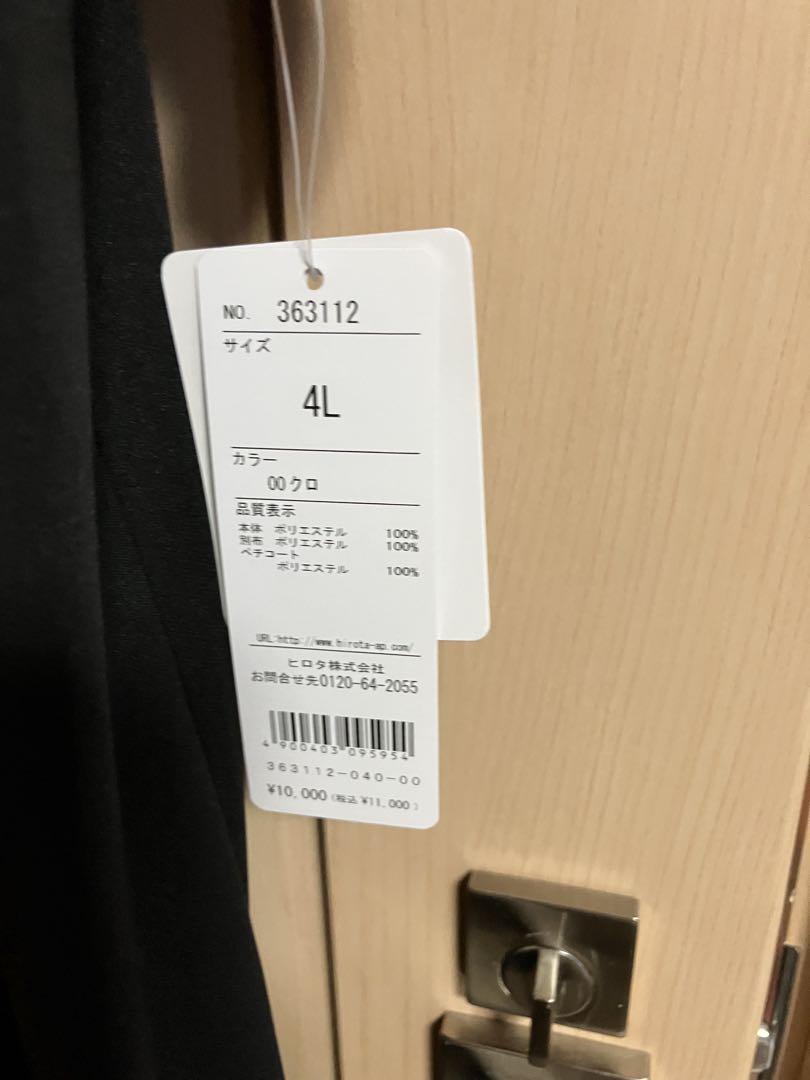 NO. 363112
サイズ
4L
カラー
00クロ
品質表示
本体 ポリエステル 100%
別布 ポリエステル 100%
ペチコート
ポリエステル 100%
URL:http://www.hirota-ap.com/
ヒロタ株式会社
お問合せ先0120-64-2055
4 900403 095954
363112-040-00
¥10,000(税込¥11,000)